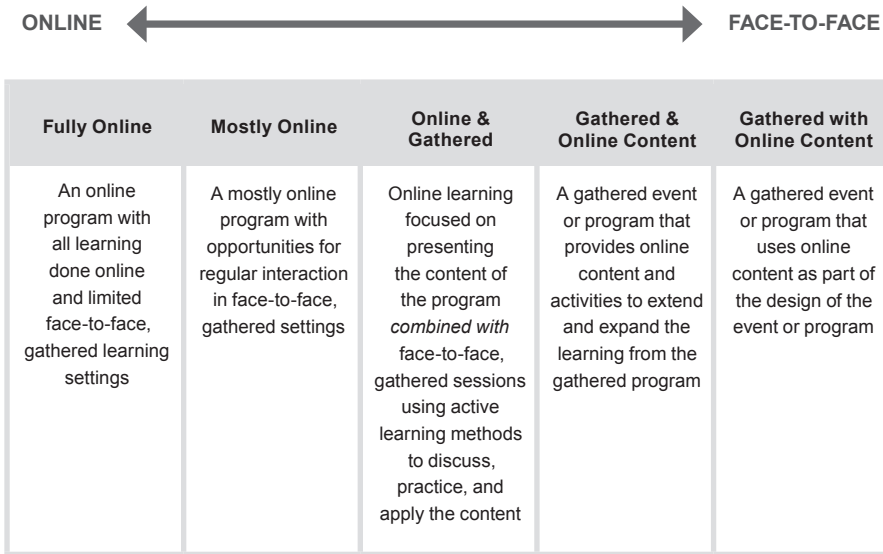 ONLINE
FACE-TO-FACE
Fully Online
Mostly Online
Online &
Gathered
Gathered &
Online Content
Gathered with
Online Content
An online
program with
all learning
done online
and limited
face-to-face,
gathered learning
settings
A mostly online
program with
opportunities for
regular interaction
in face-to-face,
gathered settings
Online learning
focused on
presenting
the content of
the program
combined with
face-to-face,
gathered sessions
using active
learning methods
to discuss,
practice, and
apply the content
A gathered event
or program that
provides online
content and
activities to extend
and expand the
learning from the
gathered program
A gathered event
or program that
uses online
content as part of
the design of the
event or program